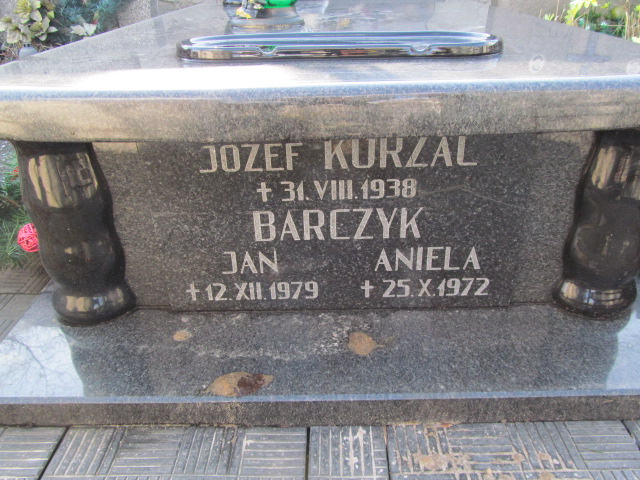 JOZEF KURZAL
+ 31.VIII.1938
BARCZYK
JAN ANIELA
+ 12.XII.1979 + 25.X.1972